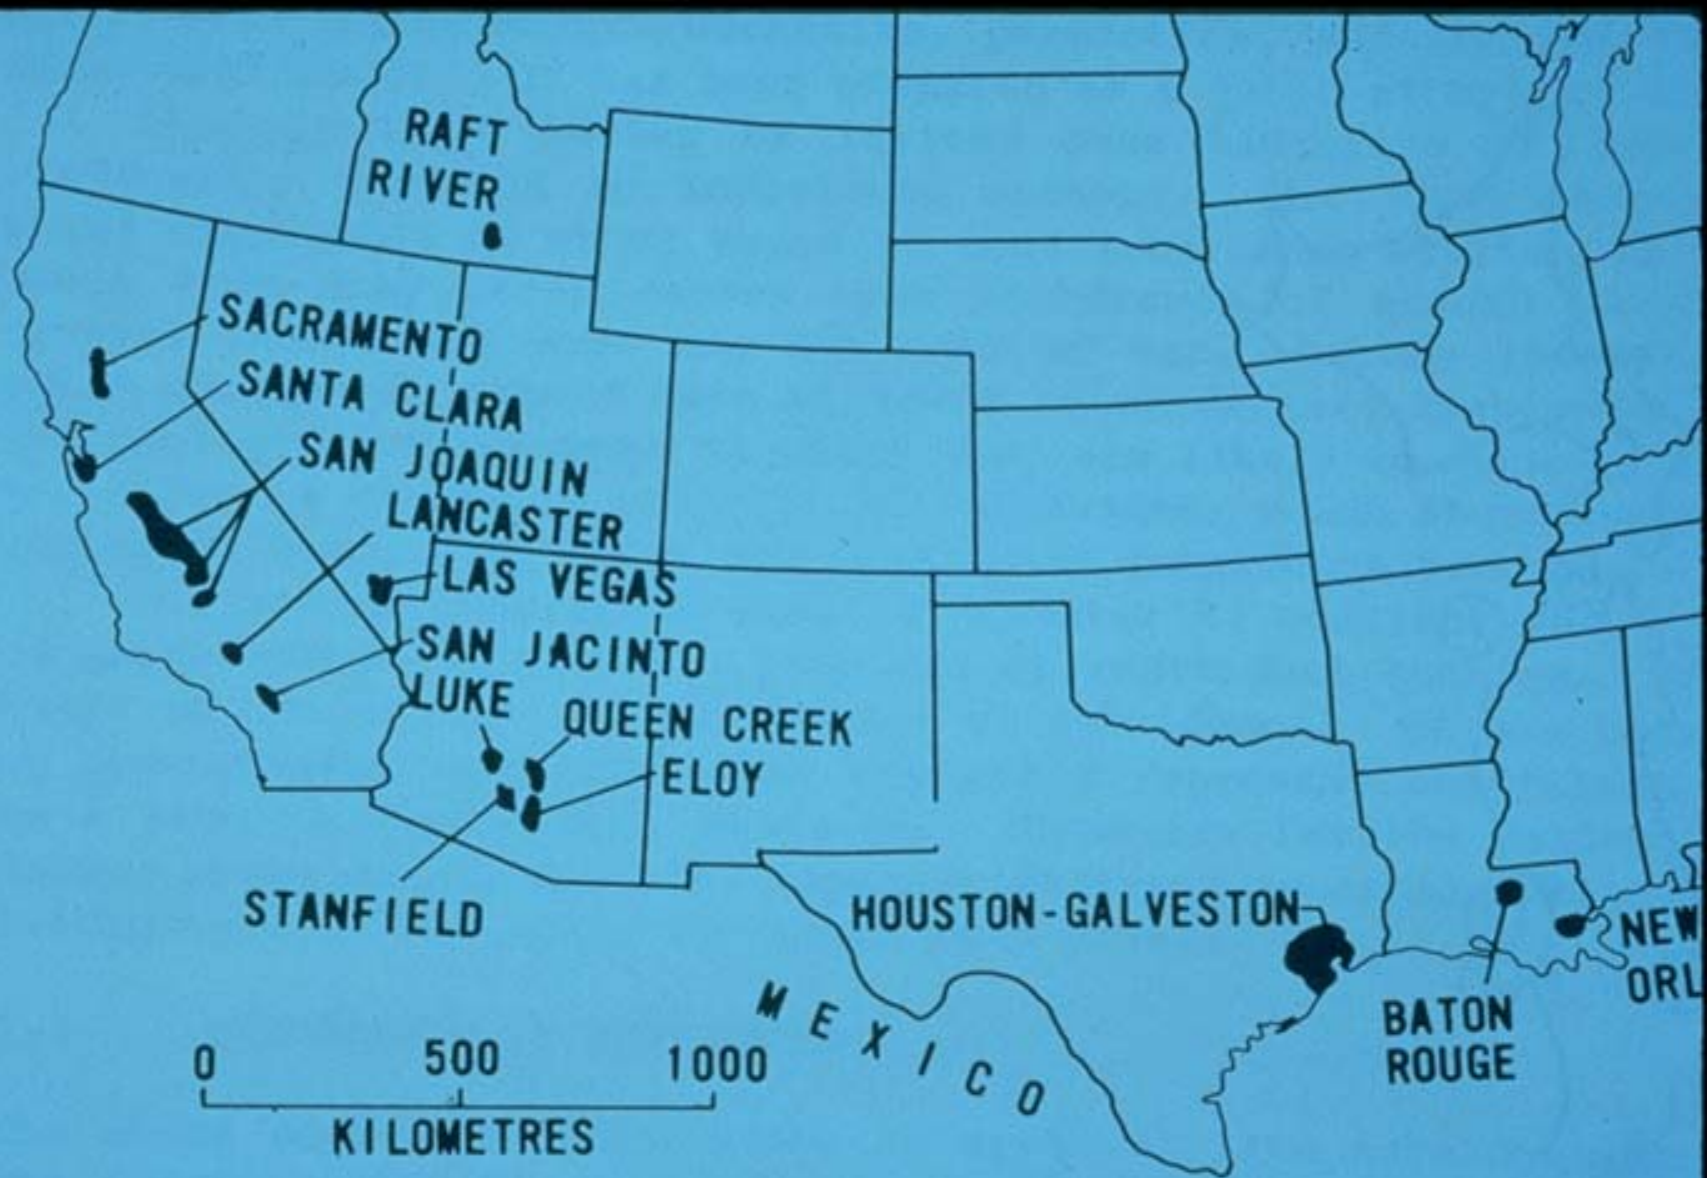 RAFT
RIVER
SACRAMENTO
SANTA CLARA
SAN JOAQUIN
LANCASTER
LAS VEGAS
SAN JACINTO
LUKE
QUEEN CREEK
ELOY
STANFIELD
HOUSTON-GALVESTON
NEW
ORL
BATON
ROUGE
MEXICO
0 500 1000
KILOMETRES